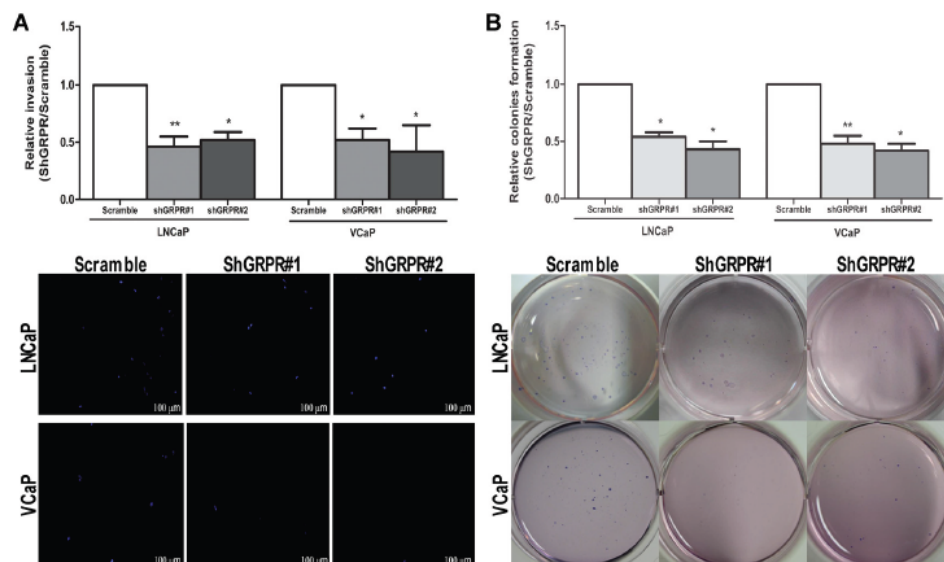 A
Relative invasion
(ShGRPR/Scramble)
1.5
1.0
0.5
0.0
** * * *
Scramble shGRPR#1 shGRPR#2 Scramble shGRPR#1 shGRPR#2
LNCaP VCaP
Scramble ShGRPR#1 ShGRPR#2
LNCaP
100 µm 100 µm 100 µm
VCaP
100 µm 100 µm 100 µm
B
Relative colonies formation
(ShGRPR/Scramble)
1.5
1.0
0.5
0.0
* * ** *
Scramble shGRPR#1 shGRPR#2 Scramble shGRPR#1 shGRPR#2
LNCaP VCaP
Scramble ShGRPR#1 ShGRPR#2
LNCaP
VCaP